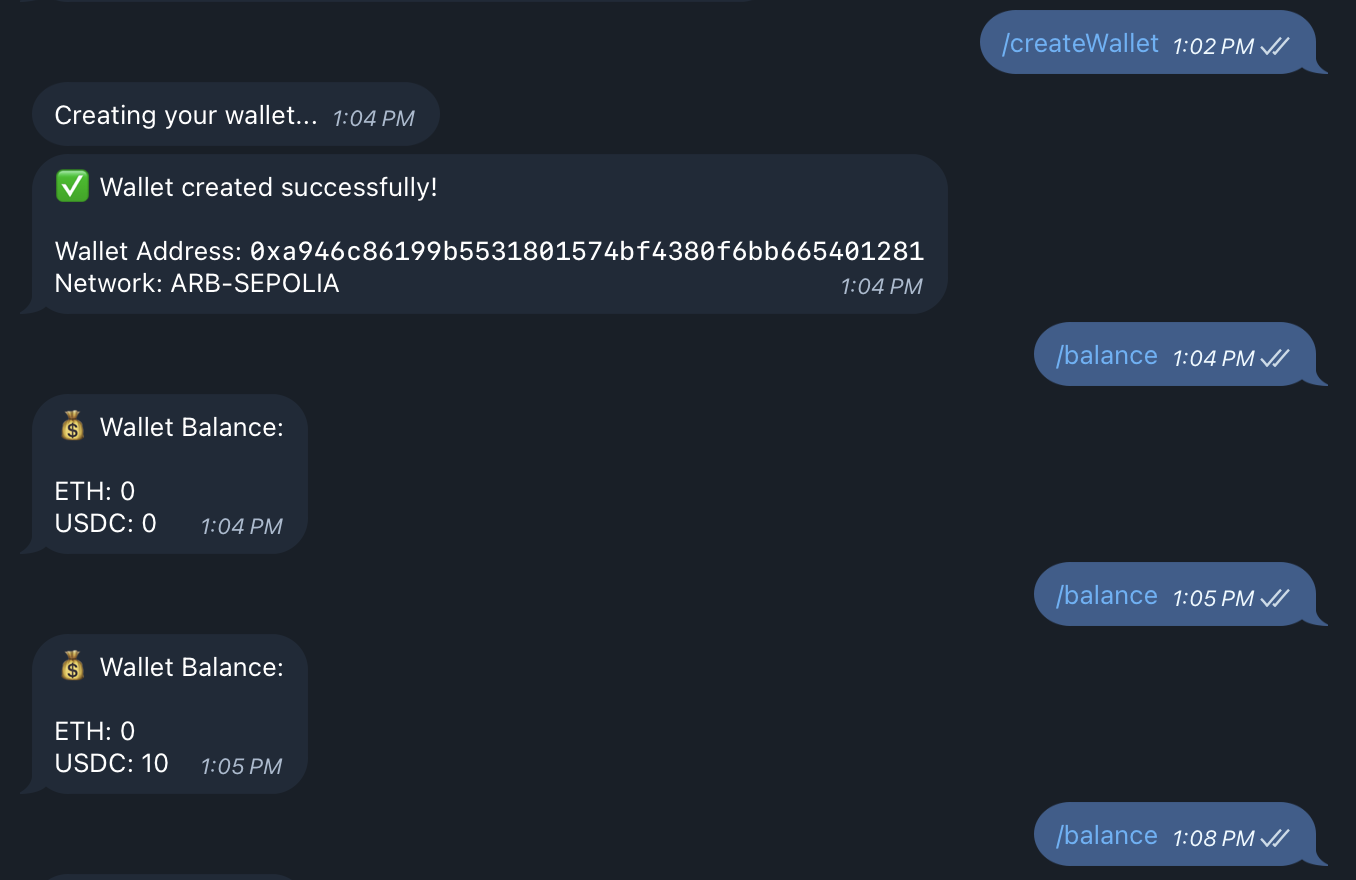 /createWallet 1:02 PM
Creating your wallet... 1:04 PM
✅ Wallet created successfully!
Wallet Address: 0xa946c86199b5531801574bf4380f6bb665401281
Network: ARB-SEPOLIA 1:04 PM
/balance 1:04 PM
💰 Wallet Balance:
ETH: 0
USDC: 0 1:04 PM
/balance 1:05 PM
💰 Wallet Balance:
ETH: 0
USDC: 10 1:05 PM
/balance 1:08 PM